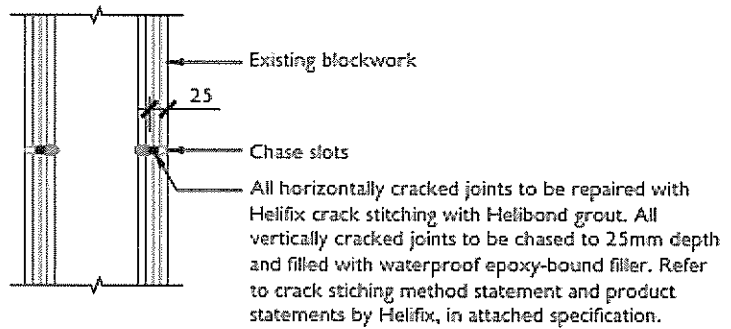 Existing blockwork
25
Chase slots
All horizontally cracked joints to be repaired with
Helifix crack stitching with Helibond grout. All
vertically cracked joints to be chased to 25mm depth
and filled with waterproof epoxy-bound filler. Refer
to crack stiching method statement and product
statements by Helifix, in attached specification.